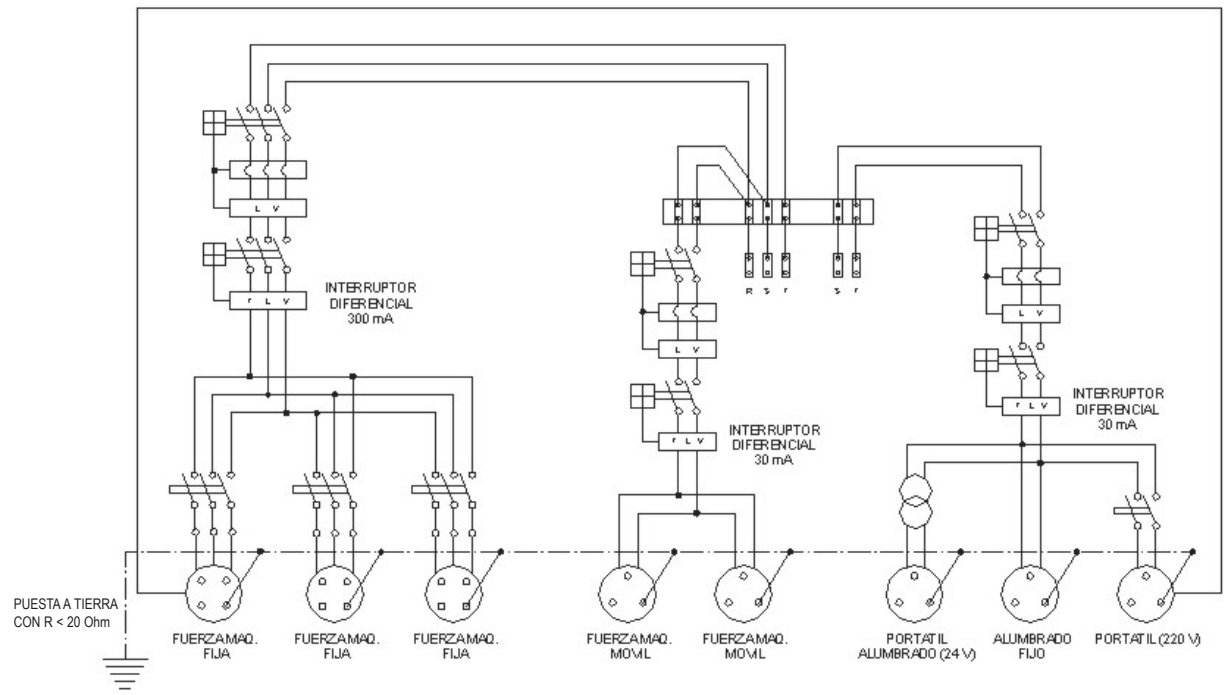 L V
INTERRUPTOR
DIFERENCIAL
300 mA
r L V
R S r
S r
L V
L V
r L V
INTERRUPTOR
DIFERENCIAL
30 mA
r L V
INTERRUPTOR
DIFERENCIAL
30 mA
PUESTA A TIERRA
CON R < 20 Ohm
FUERZA MAQ.
FIJA
FUERZA MAQ.
FIJA
FUERZA MAQ.
FIJA
FUERZA MAQ.
MOVIL
FUERZA MAQ.
MOVIL
PORTATIL
ALUMBRADO (24 V)
ALUMBRADO
FIJO
PORTATIL (220 V)